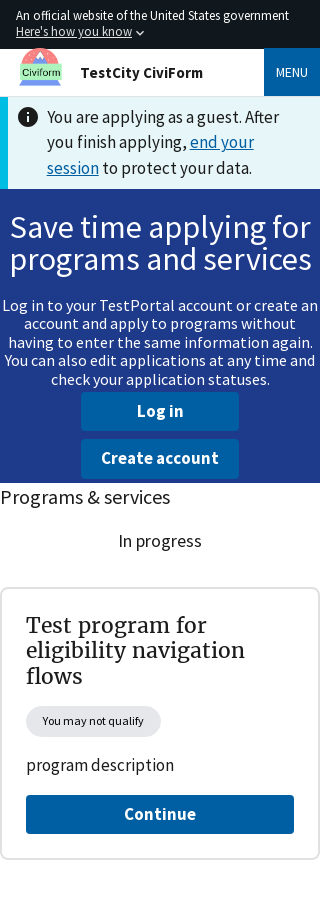 An official website of the United States government
Here's how you know
Civiform
TestCity CiviForm
MENU
You are applying as a guest. After
you finish applying, end your
session to protect your data.
Save time applying for
programs and services
Log in to your TestPortal account or create an
account and apply to programs without
having to enter the same information again.
You can also edit applications at any time and
check your application statuses.
Log in
Create account
Programs & services
In progress
Test program for
eligibility navigation
flows
You may not qualify
program description
Continue